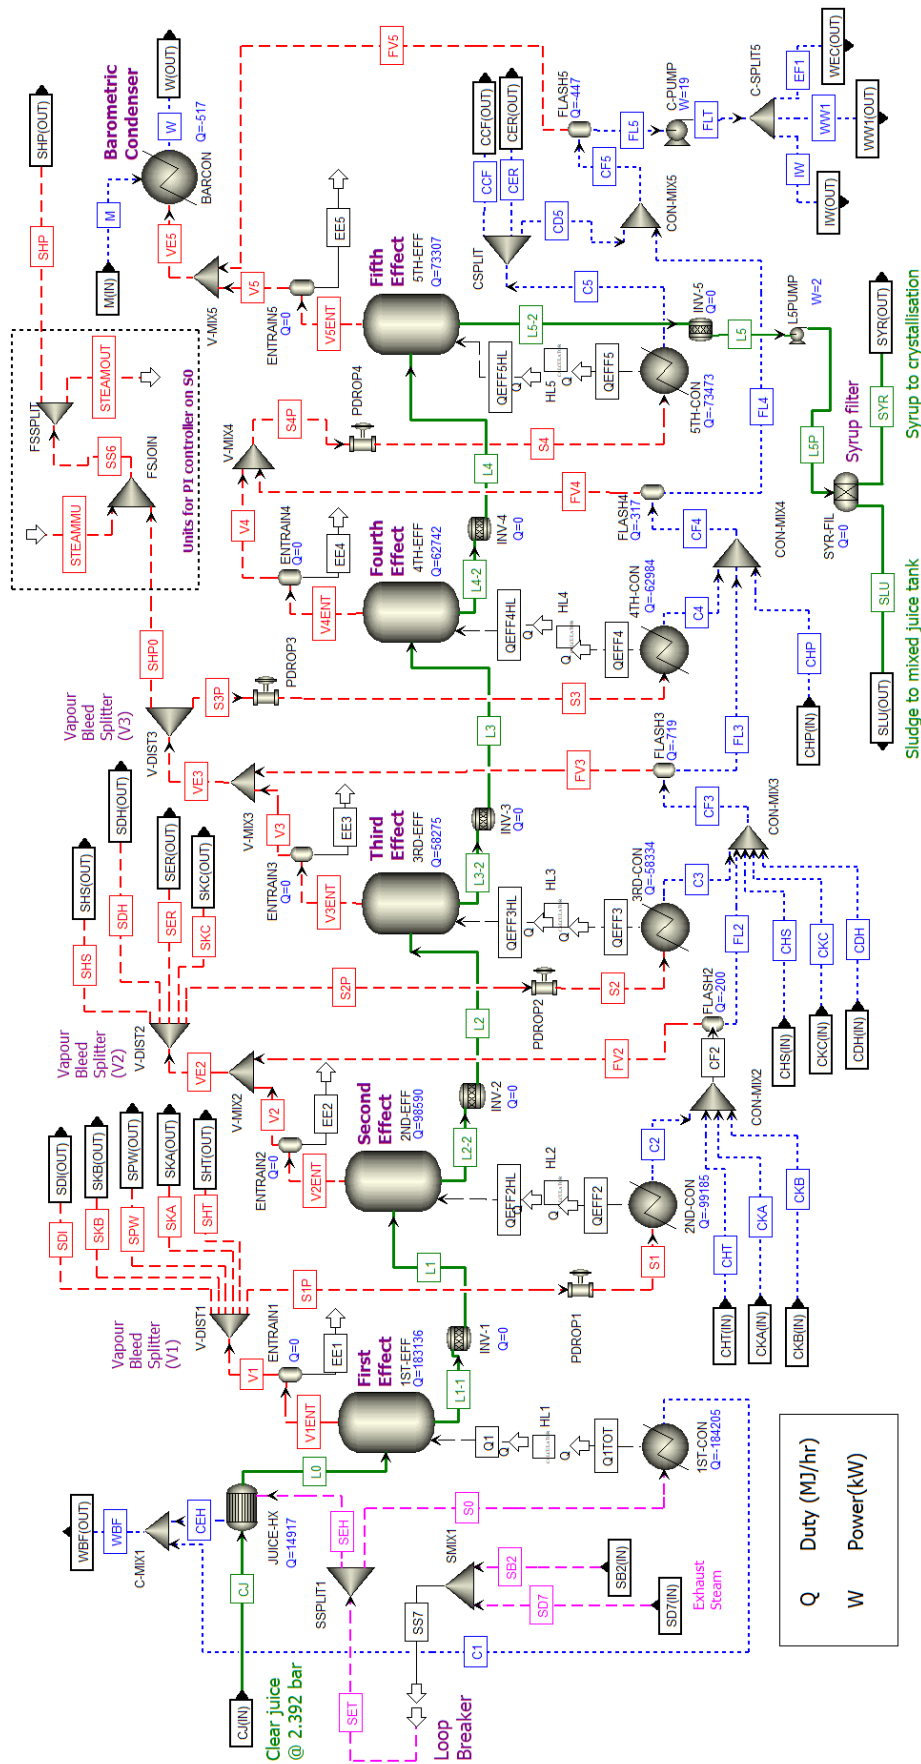 CJ(IN)
Clear juice
@ 2.392 bar
CJ
WBF(OUT)
WBF
C-MIX1
CEH
JUICE-HX
Q=14917
L0
SEH
SSPLIT1
S0
SET
SS7
SMIX1
SB2
SD7
SB2(IN)
SD7(IN)
Exhaust
Steam
Loop
Breaker
C1
Q Duty (MJ/hr)
W Power(kW)
First
Effect
1ST-EFF
Q=183136
V1ENT
ENTRAIN1
Q=0
EE1
V1
V-DIST1
Vapour
Bleed
Splitter
(V1)
SDI(OUT)
SKB(OUT)
SPW(OUT)
SKA(OUT)
SHT(OUT)
SDI
SKB
SPW
SKA
SHT
S1P
L1-1
INV-1
Q=0
L1
Q1
Q
HL1
Q
Q1TOT
1ST-CON
Q=-184205
PDROP1
S1
Second
Effect
2ND-EFF
Q=98590
V2ENT
ENTRAIN2
Q=0
EE2
V2
V-MIX2
VE2
V-DIST2
Vapour
Bleed
Splitter
(V2)
SHS(OUT)
SDH(OUT)
SER(OUT)
SKC(OUT)
SHS
SDH
SER
SKC
S2P
L2-2
INV-2
Q=0
L2
QEFF2HL
Q
HL2
Q
QEFF2
2ND-CON
Q=-99185
C2
CON-MIX2
CF2
FLASH2
Q=-200
FV2
FL2
CHT
CKA
CKB
CHT(IN)
CKA(IN)
CKB(IN)
PDROP2
S2
Third
Effect
3RD-EFF
Q=58275
V3ENT
ENTRAIN3
Q=0
EE3
V3
V-MIX3
VE3
V-DIST3
Vapour
Bleed
Splitter
(V3)
SHP0
S3P
PDROP3
S3
L3-2
INV-3
Q=0
L3
QEFF3HL
Q
HL3
Q
QEFF3
3RD-CON
Q=-58334
C3
CON-MIX3
CF3
FLASH3
Q=-719
FV3
FL3
CHS
CKC
CDH
CHS(IN)
CKC(IN)
CDH(IN)
Fourth
Effect
4TH-EFF
Q=62742
V4ENT
ENTRAIN4
Q=0
EE4
V4
V-MIX4
S4P
PDROP4
S4
L4-2
INV-4
Q=0
L4
QEFF4HL
Q
HL4
Q
QEFF4
4TH-CON
Q=-62984
C4
CON-MIX4
CF4
FLASH4
Q=-317
FV4
FL4
CHP
CHP(IN)
STEAMMU
FSJOIN
SS6
FSSPLIT
STEAMOUT
Units for PI controller on S0
SHP
SHP(OUT)
Fifth
Effect
5TH-EFF
Q=73307
V5ENT
ENTRAIN5
Q=0
EE5
V5
V-MIX5
VE5
M(IN)
M
Barometric
Condenser
BARCON
Q=-517
W
W(OUT)
FV5
L5-2
INV-5
Q=0
L5
L5PUMP
W=2
L5P
QEFF5HL
Q
HL5
Q
QEFF5
5TH-CON
Q=-73473
C5
CSPLIT
CCF
CER
CCF(OUT)
CER(OUT)
CD5
CON-MIX5
CF5
FLASH5
Q=-447
FL5
C-PUMP
W=19
FLT
C-SPLIT5
EF1
WW1
IW
WEC(OUT)
WW1(OUT)
IW(OUT)
Syrup filter
SYR-FIL
Q=0
SLU
SYR
SLU(OUT)
SYR(OUT)
Sludge to mixed juice tank
Syrup to crystallisation